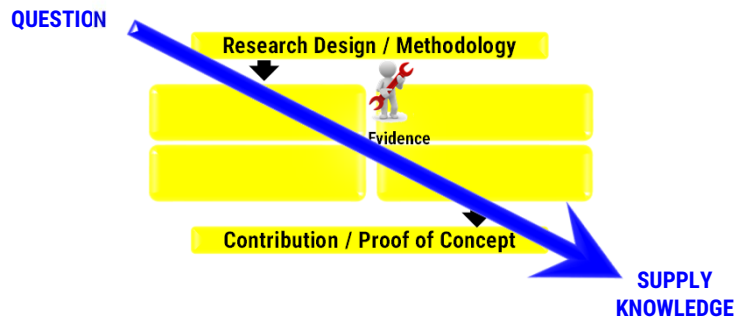 QUESTION
Research Design / Methodology
Evidence
Contribution / Proof of Concept
SUPPLY
KNOWLEDGE